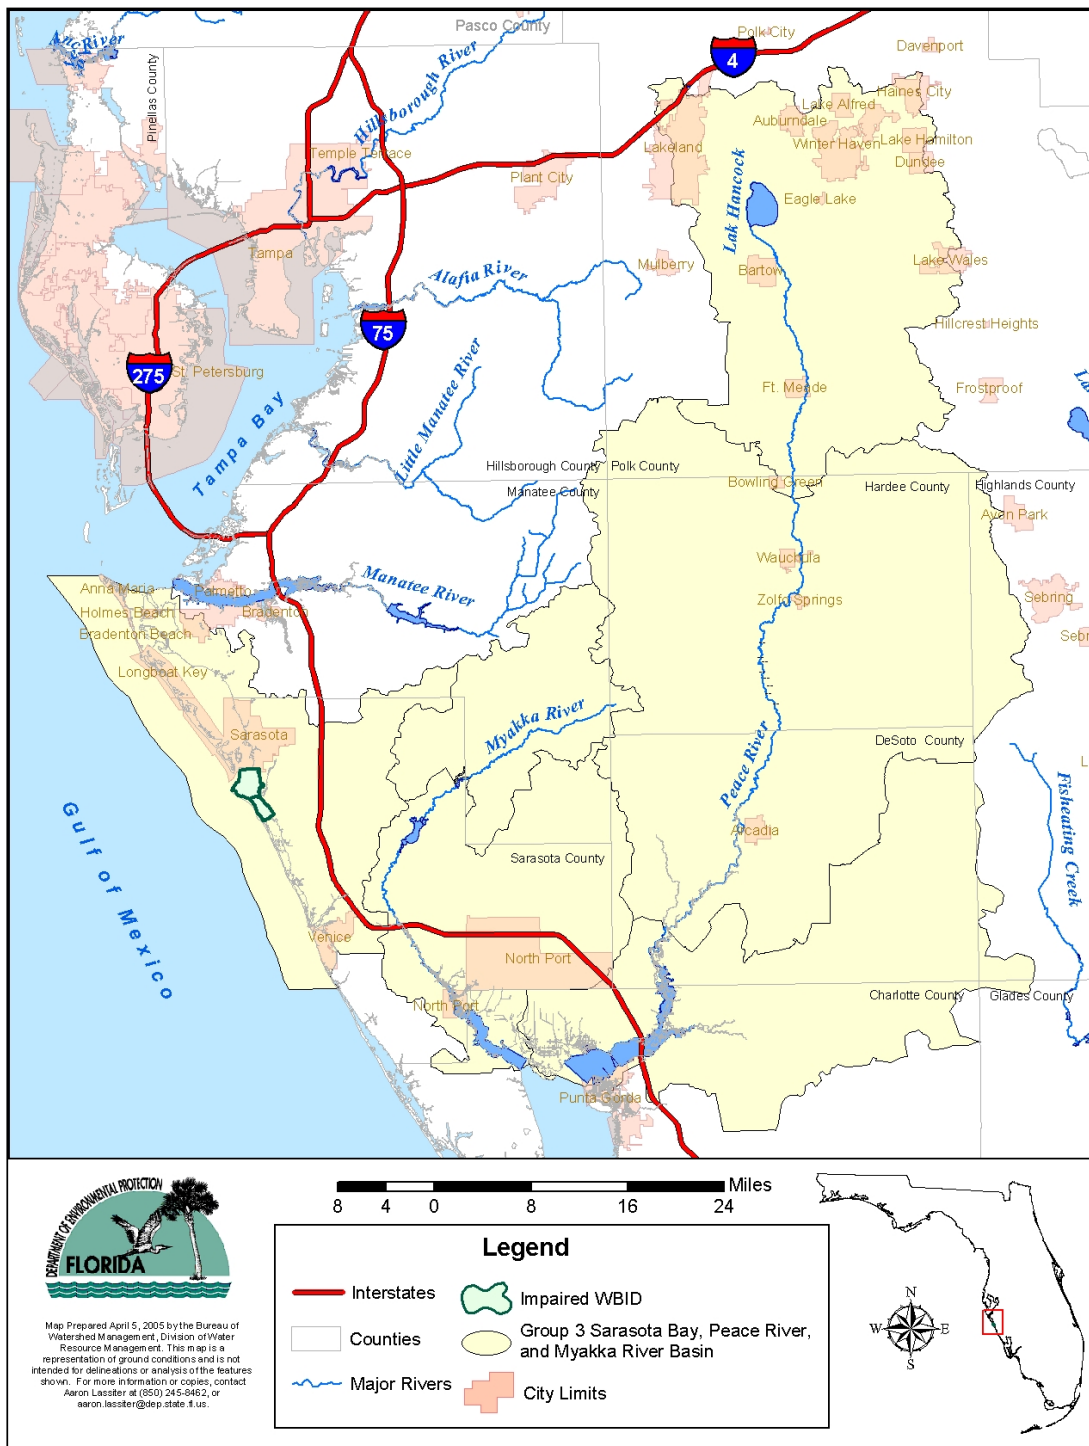 Pasco County
Polk City
Davenport
Anc River
Pinellas County
Hillsborough River
4
Haines City
Lake Alfred
Auburndale
Lakeland
Winter Haven
Lake Hamilton
Dundee
Temple Terrace
Plant City
Lak Hancock
Eagle Lake
Tampa
Mulberry
Bartow
Lake Wales
Alafia River
75
Hillcrest Heights
275
St. Petersburg
Little Manatee River
Ft. Meade
Frostproof
Tampa Bay
Hillsborough County
Polk County
Manatee County
Bowling Green
Hardee County
Highlands County
Avon Park
Wauchula
Manatee River
Anna Maria
Palmetto
Zolfo Springs
Sebring
Holmes Beach
Bradenton
Bradenton Beach
Sebr
Longboat Key
Myakka River
Sarasota
Peace River
DeSoto County
L
Gulf of Mexico
Fisheating Creek
Arcadia
Sarasota County
Venice
North Port
North Port
Charlotte County
Glades County
Punta Gorda
DEPARTMENT OF ENVIRONMENTAL PROTECTION
FLORIDA
8 4 0 8 16 24 Miles
Legend
Interstates
Impaired WBID
Counties
Group 3 Sarasota Bay, Peace River,
and Myakka River Basin
Major Rivers
City Limits
Map Prepared April 5, 2005 by the Bureau of
Watershed Management, Division of Water
Resource Management. This map is a
representation of ground conditions and is not
intended for delineations or analysis of the features
shown. For more information or copies, contact
Aaron Lassiter at (850) 245-8462, or
aaron.lassiter@dep.state.fl.us.
N
W E
S